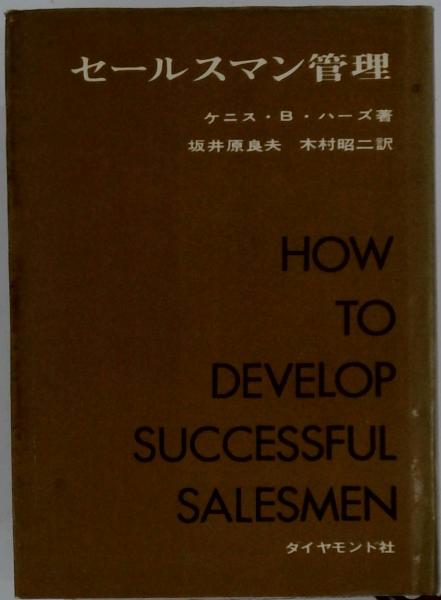 セールスマン管理
ケニス・B・ハーズ著
坂井原良夫 木村昭二訳
HOW
TO
DEVELOP
SUCCESSFUL
SALESMEN
ダイヤモンド社